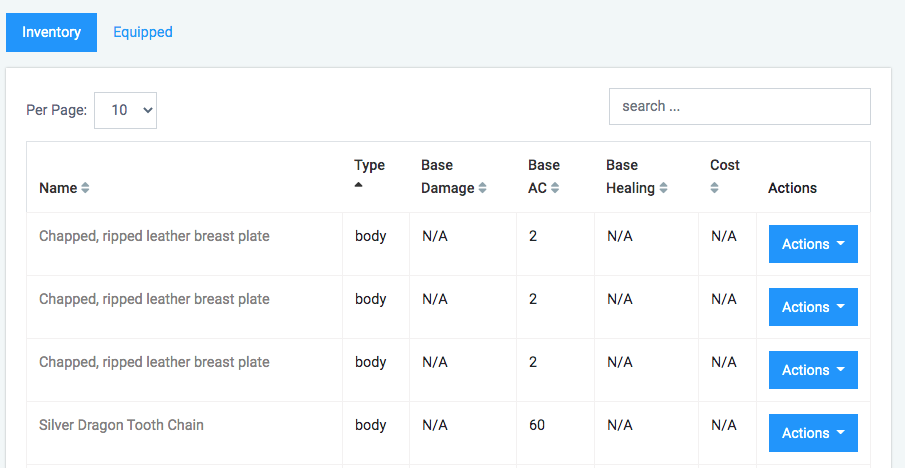 Inventory Equipped
Per Page: 10 search ...
Name Type Base Damage Base AC Base Healing Cost Actions
Chapped, ripped leather breast plate body N/A 2 N/A N/A Actions
Chapped, ripped leather breast plate body N/A 2 N/A N/A Actions
Chapped, ripped leather breast plate body N/A 2 N/A N/A Actions
Silver Dragon Tooth Chain body N/A 60 N/A N/A Actions